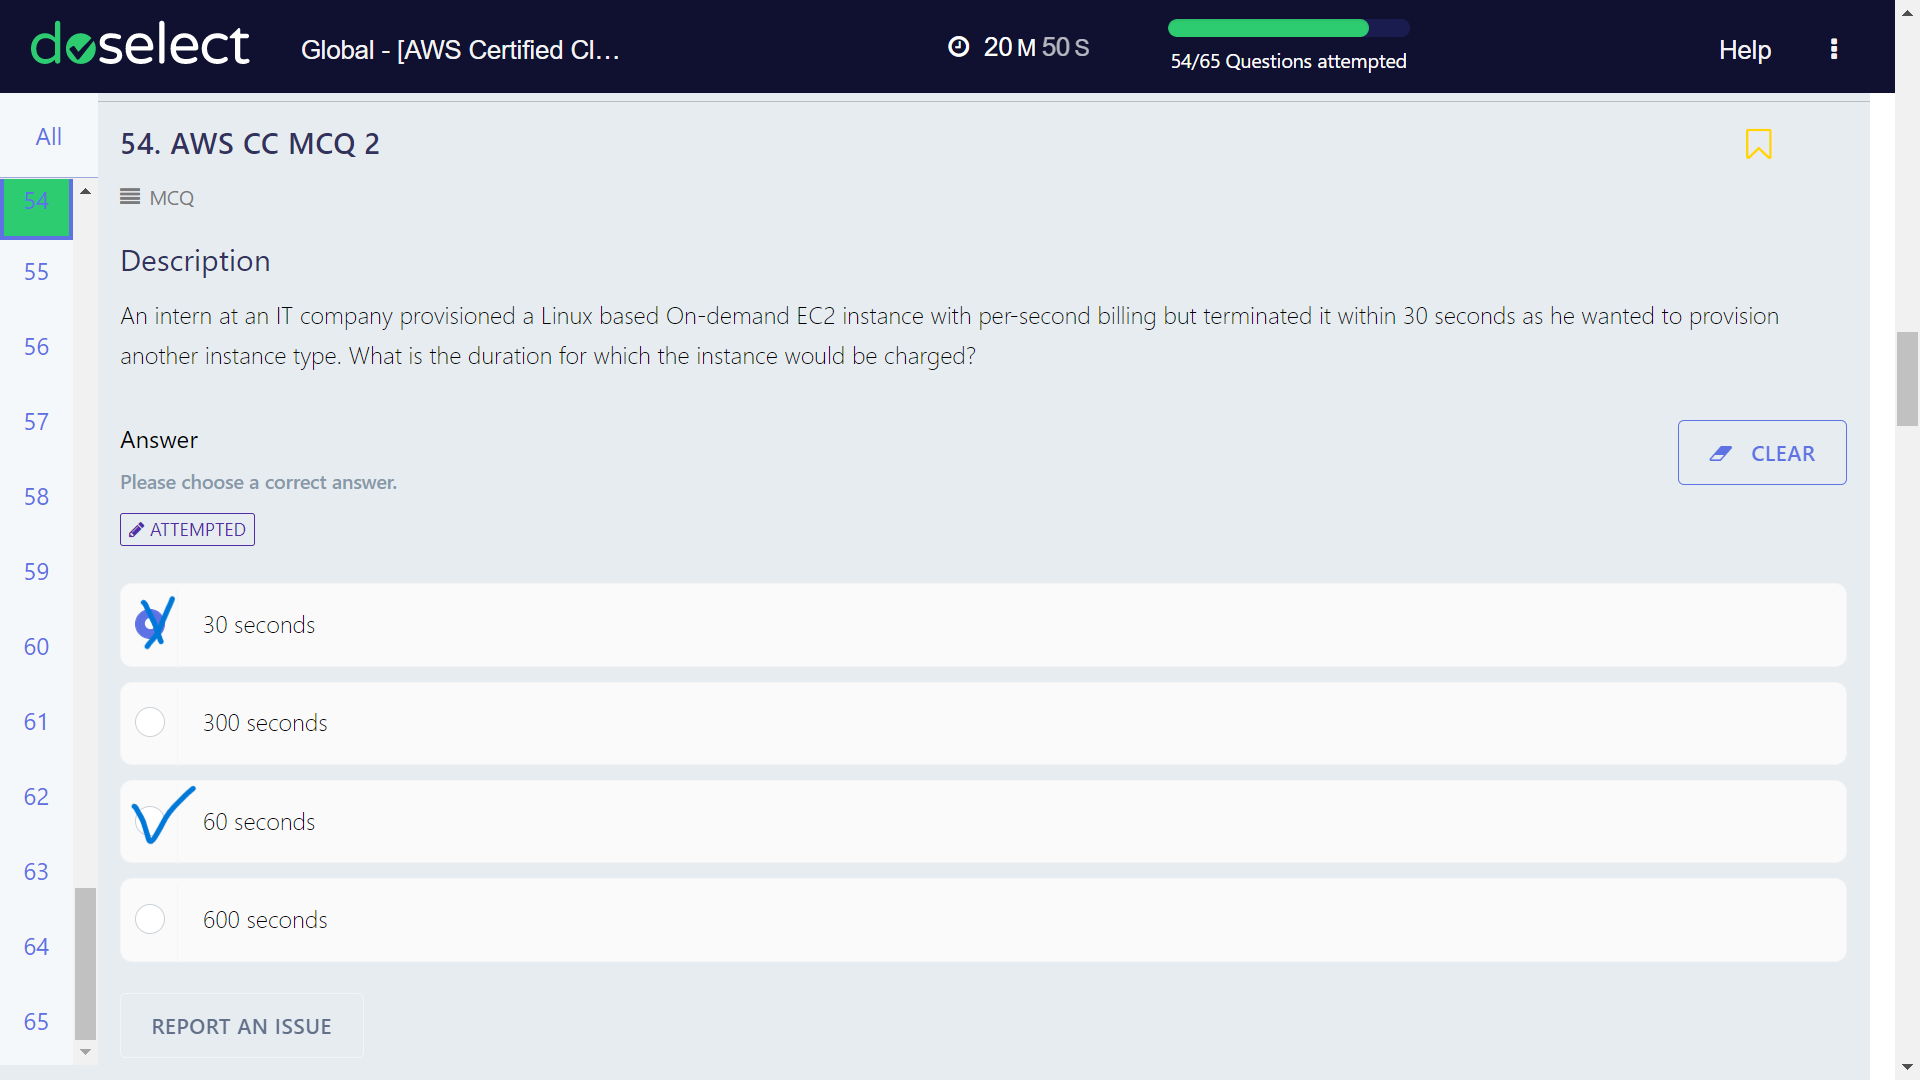 doselect
Global - [AWS Certified Cl...
20 M 50 S
54/65 Questions attempted
Help
All
54
55
56
57
58
59
60
61
62
63
64
65
54. AWS CC MCQ 2
MCQ
Description
An intern at an IT company provisioned a Linux based On-demand EC2 instance with per-second billing but terminated it within 30 seconds as he wanted to provision
another instance type. What is the duration for which the instance would be charged?
Answer
CLEAR
Please choose a correct answer.
ATTEMPTED
30 seconds
300 seconds
60 seconds
600 seconds
REPORT AN ISSUE